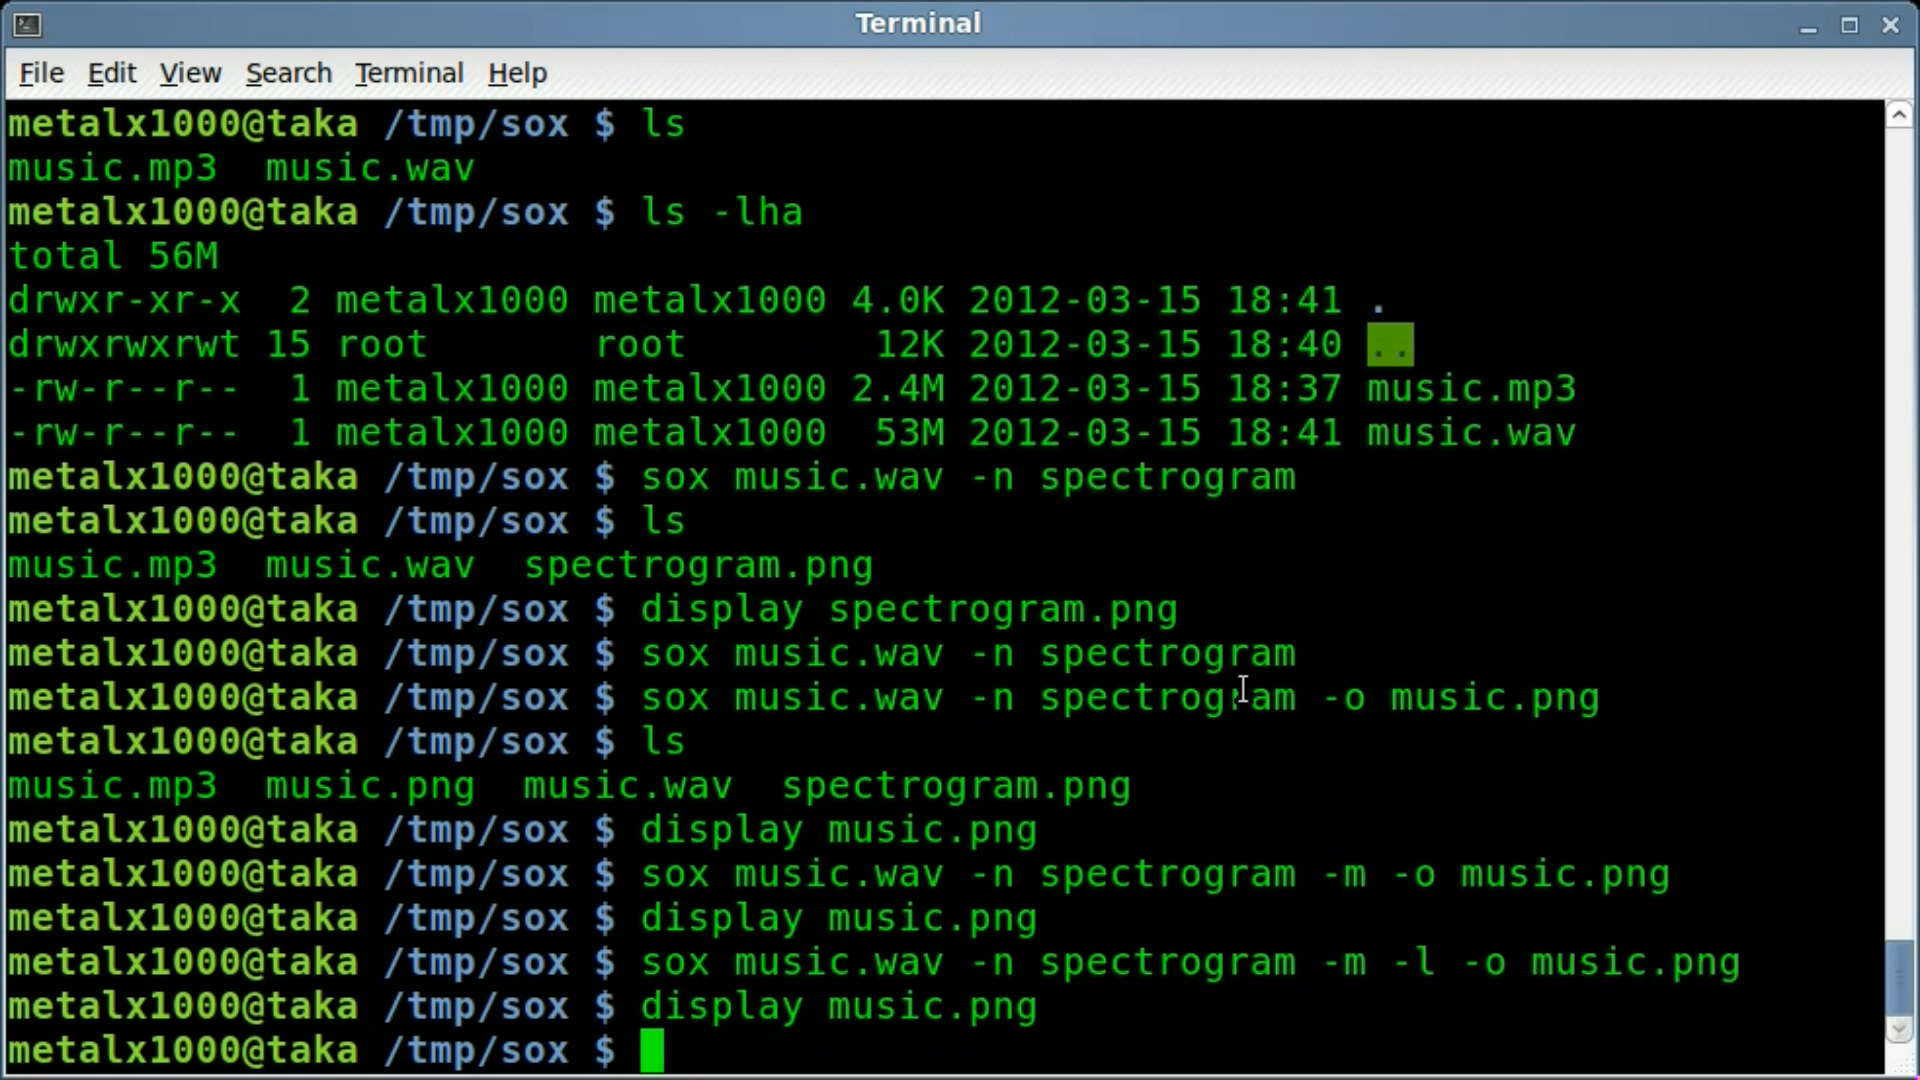 Terminal
File Edit View Search Terminal Help
metalx1000@taka /tmp/sox $ ls
music.mp3  music.wav
metalx1000@taka /tmp/sox $ ls -lha
total 56M
drwxr-xr-x  2 metalx1000 metalx1000 4.0K 2012-03-15 18:41 .
drwxrwxrwt 15 root       root        12K 2012-03-15 18:40 ..
-rw-r--r--  1 metalx1000 metalx1000 2.4M 2012-03-15 18:37 music.mp3
-rw-r--r--  1 metalx1000 metalx1000  53M 2012-03-15 18:41 music.wav
metalx1000@taka /tmp/sox $ sox music.wav -n spectrogram
metalx1000@taka /tmp/sox $ ls
music.mp3  music.wav  spectrogram.png
metalx1000@taka /tmp/sox $ display spectrogram.png
metalx1000@taka /tmp/sox $ sox music.wav -n spectrogram
metalx1000@taka /tmp/sox $ sox music.wav -n spectrogram -o music.png
metalx1000@taka /tmp/sox $ ls
music.mp3  music.png  music.wav  spectrogram.png
metalx1000@taka /tmp/sox $ display music.png
metalx1000@taka /tmp/sox $ sox music.wav -n spectrogram -m -o music.png
metalx1000@taka /tmp/sox $ display music.png
metalx1000@taka /tmp/sox $ sox music.wav -n spectrogram -m -l -o music.png
metalx1000@taka /tmp/sox $ display music.png
metalx1000@taka /tmp/sox $